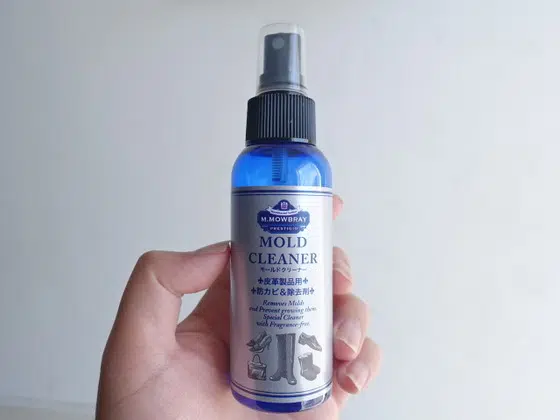 M.MOWBRAY
PRESTIGIO
MOLD
CLEANER
モールドクリーナー
皮革製品用
防カビ&除去剤
Removes Molds
and Prevent growing them
Special Cleaner
with Fragrance-free